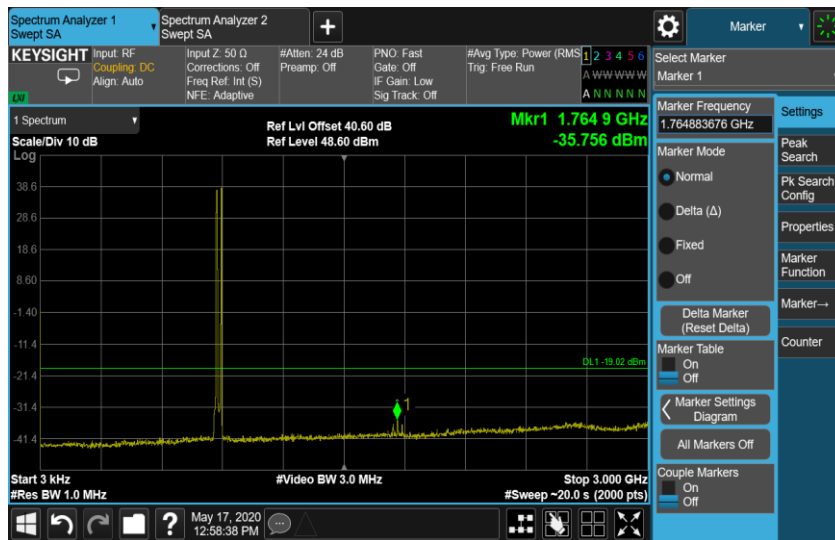 Spectrum Analyzer 1
Swept SA
Spectrum Analyzer 2
Swept SA
+
Marker
KEYSIGHT
Input: RF
Coupling: DC
Align: Auto
LXI
Input Z: 50 Ω
Corrections: Off
Freq Ref: Int (S)
NFE: Adaptive
#Atten: 24 dB
Preamp: Off
PNO: Fast
Gate: Off
IF Gain: Low
Sig Track: Off
#Avg Type: Power (RMS
Trig: Free Run
1 2 3 4 5 6
A W W W W W
A N N N N N
Select Marker
Marker 1
1 Spectrum
Scale/Div 10 dB
Log
Ref Lvl Offset 40.60 dB
Ref Level 48.60 dBm
Mkr1 1.764 9 GHz
-35.756 dBm
38.6
28.6
18.6
8.60
-1.40
-11.4
-21.4
-31.4
-41.4
DL1 -19.02 dBm
1
Start 3 kHz
#Res BW 1.0 MHz
#Video BW 3.0 MHz
Stop 3.000 GHz
#Sweep ~20.0 s (2000 pts)
Marker Frequency
1.764883676 GHz
Marker Mode
Normal
Delta (Δ)
Fixed
Off
Delta Marker
(Reset Delta)
Marker Table
On
Off
Marker Settings
Diagram
All Markers Off
Couple Markers
On
Off
Settings
Peak
Search
Pk Search
Config
Properties
Marker
Function
Marker→
Counter
?
May 17, 2020
12:58:38 PM